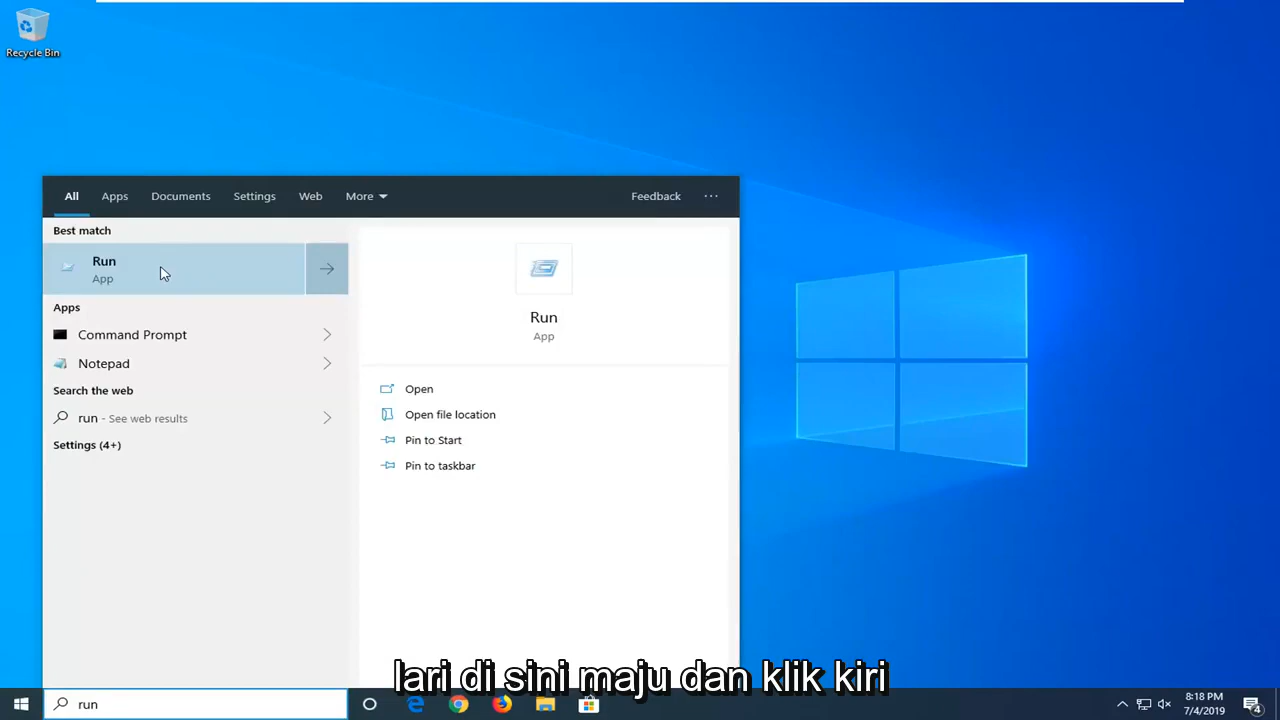 Recycle Bin
All Apps Documents Settings Web More Feedback ...
Best match
Run
App
Apps
Command Prompt
Notepad
Search the web
run - See web results
Settings (4+)
Run
App
Open
Open file location
Pin to Start
Pin to taskbar
lari di sini maju dan klik kiri
run
8:18 PM
7/4/2019
4